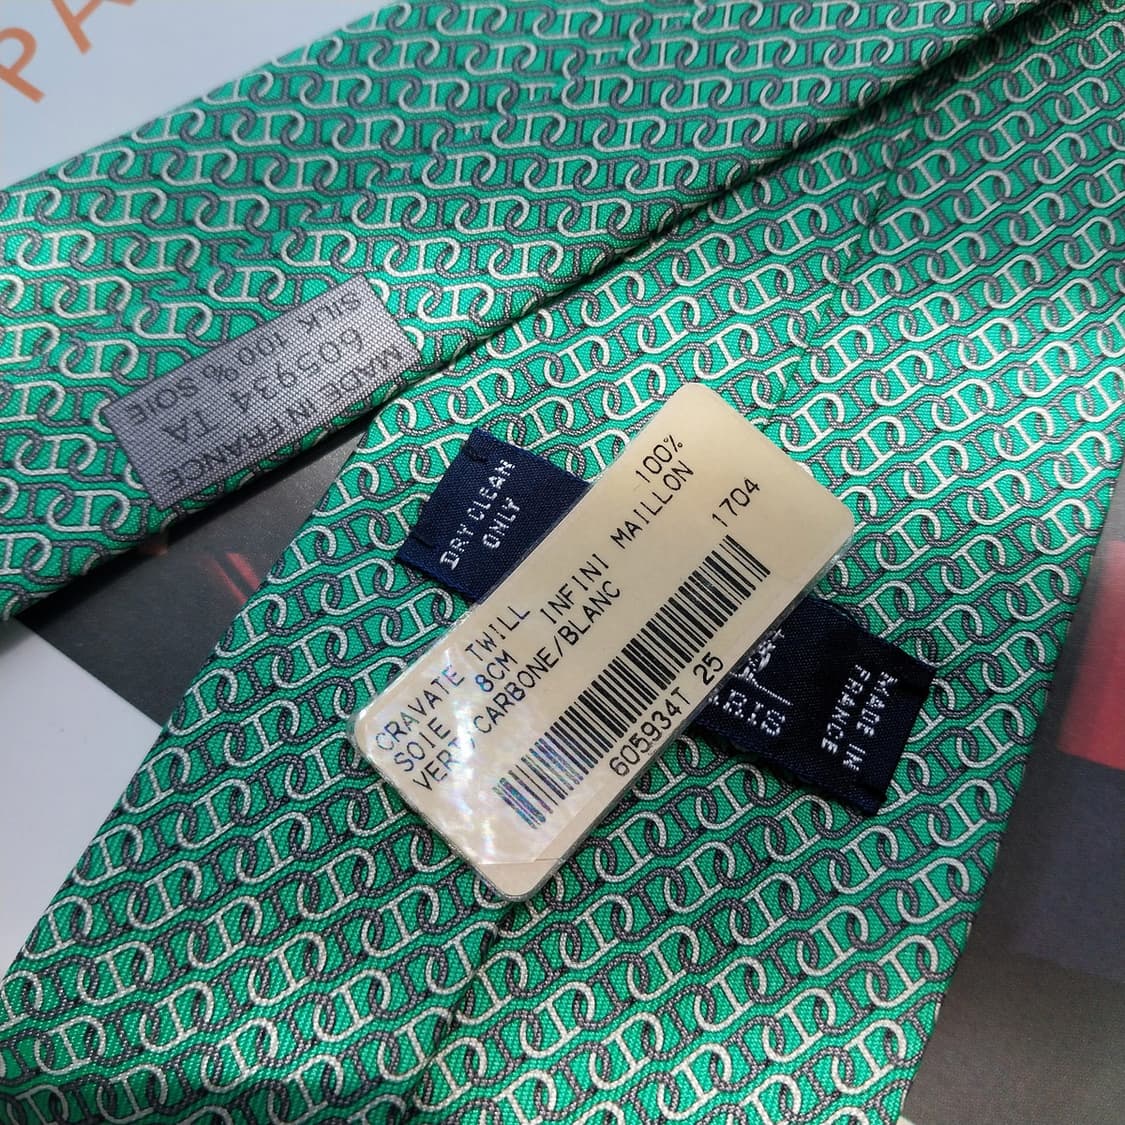 PA
MADE IN FRANCE
605934 TA
100% SOIE
SILK
DRY CLEAN
ONLY
CRAVATE TWILL 100%
SOIE 8CM INFINI MAILLON
VERT/CARBONE/BLANC 1704
605934T 25
MADE IN
FRANCE